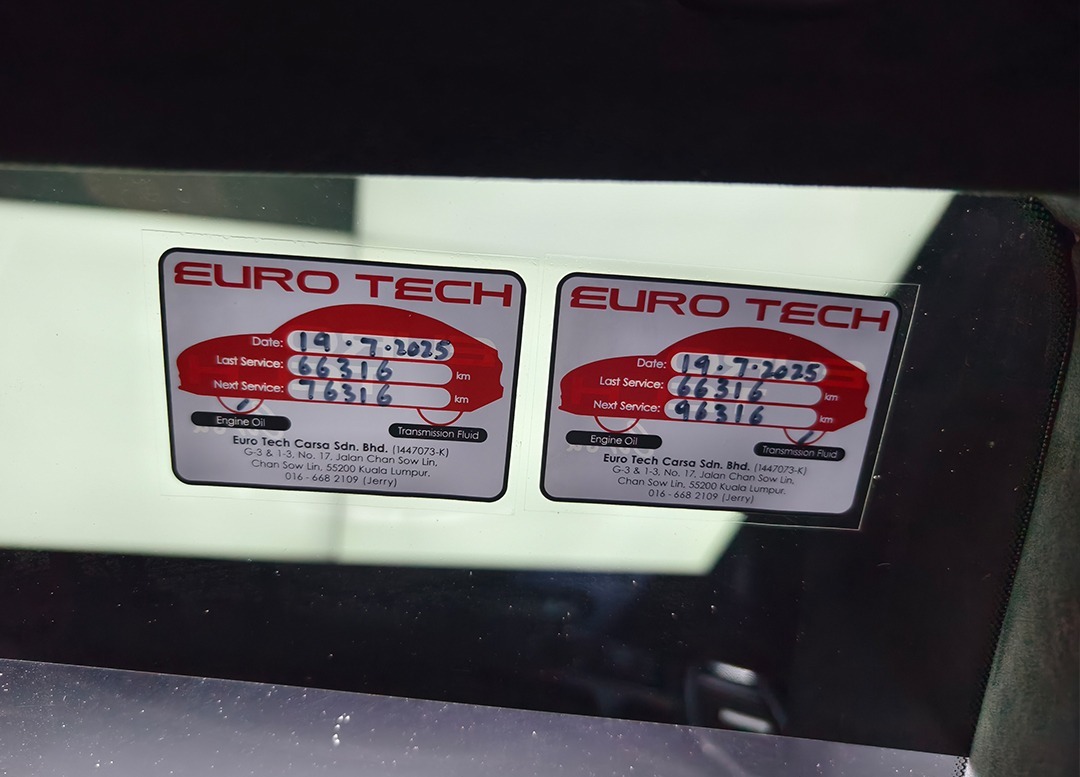 EURO TECH
Date: 19.7.2025
Last Service: 66316 km
Next Service: 76316 km
Engine Oil
Transmission Fluid
Euro Tech Carsa Sdn. Bhd. (1447073-K)
G-3 & 1-3, No. 17, Jalan Chan Sow Lin,
Chan Sow Lin, 55200 Kuala Lumpur.
016 - 668 2109 (Jerry)
EURO TECH
Date: 19.7.2025
Last Service: 66316 km
Next Service: 96316 km
Engine Oil
Transmission Fluid
Euro Tech Carsa Sdn. Bhd. (1447073-K)
G-3 & 1-3, No. 17, Jalan Chan Sow Lin,
Chan Sow Lin, 55200 Kuala Lumpur.
016 - 668 2109 (Jerry)